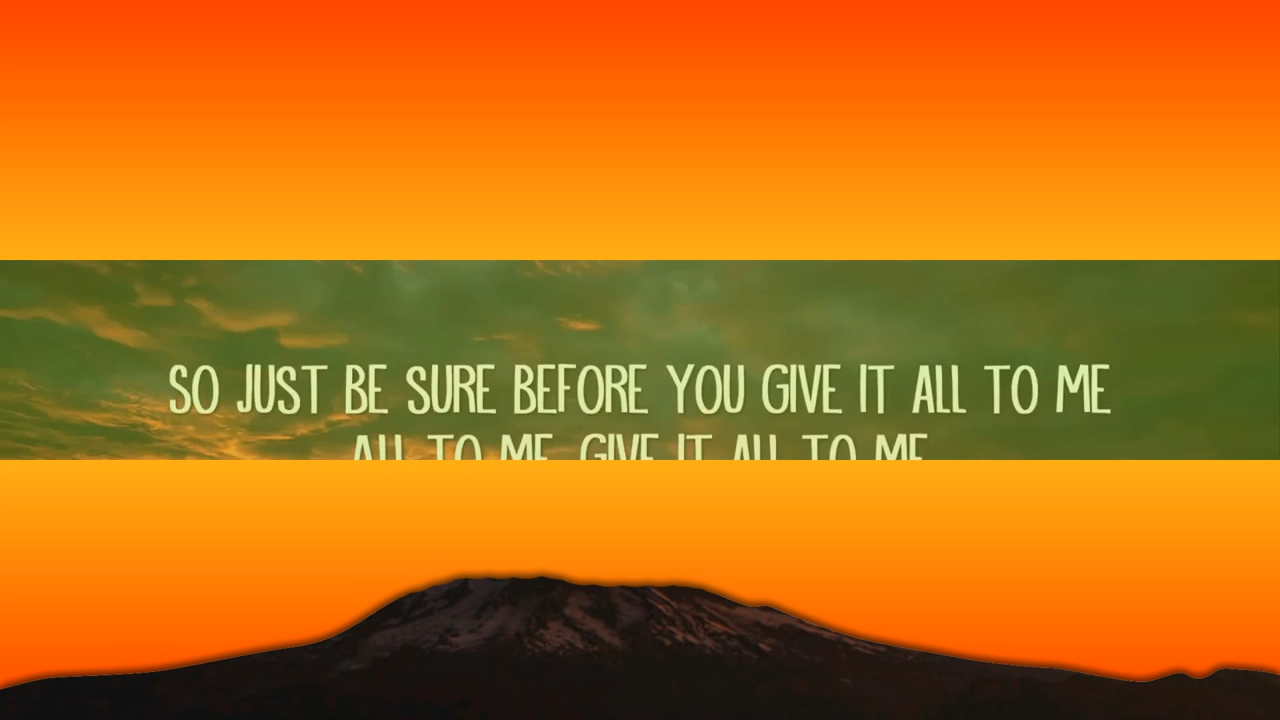 SO JUST BE SURE BEFORE YOU GIVE IT ALL TO ME
ALL TO ME, GIVE IT ALL TO ME